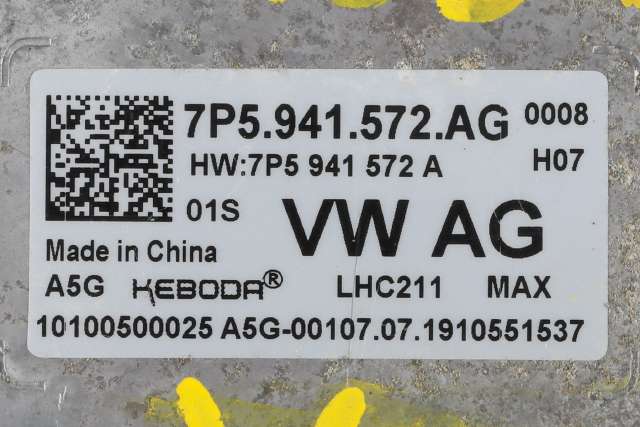 7P5.941.572.AG 0008
HW:7P5 941 572 A H07
01S VW AG
Made in China
A5G KEBODA® LHC211 MAX
10100500025 A5G-00107.07.1910551537